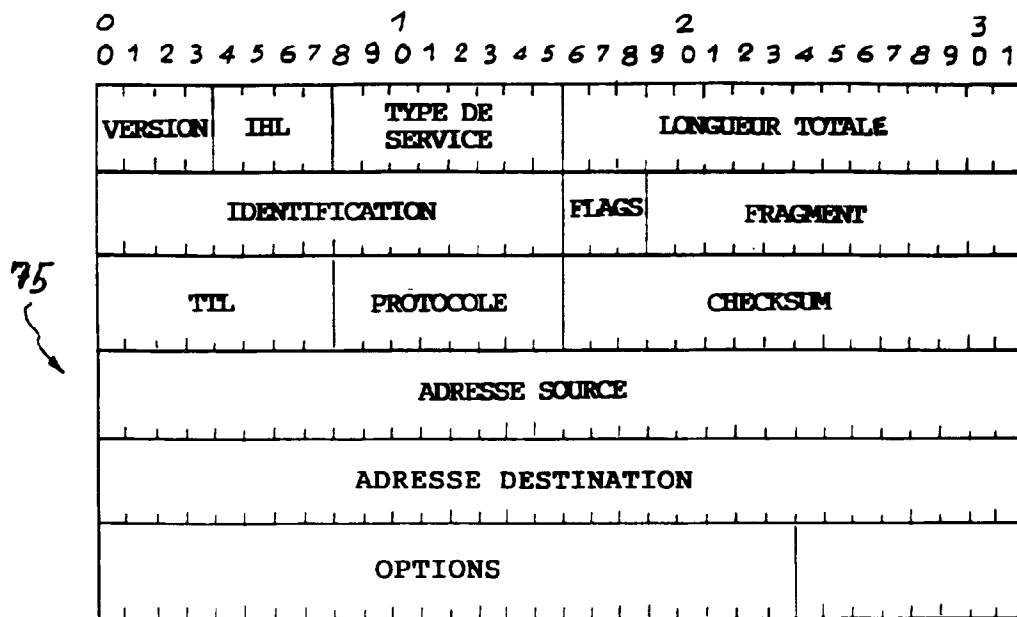 0 1 2 3
0 1 2 3 4 5 6 7 8 9 0 1 2 3 4 5 6 7 8 9 0 1 2 3 4 5 6 7 8 9 0 1
VERSION IHL TYPE DE SERVICE LONGUEUR TOTALE
IDENTIFICATION FLAGS FRAGMENT
75
TTL PROTOCOLE CHECKSUM
ADRESSE SOURCE
ADRESSE DESTINATION
OPTIONS